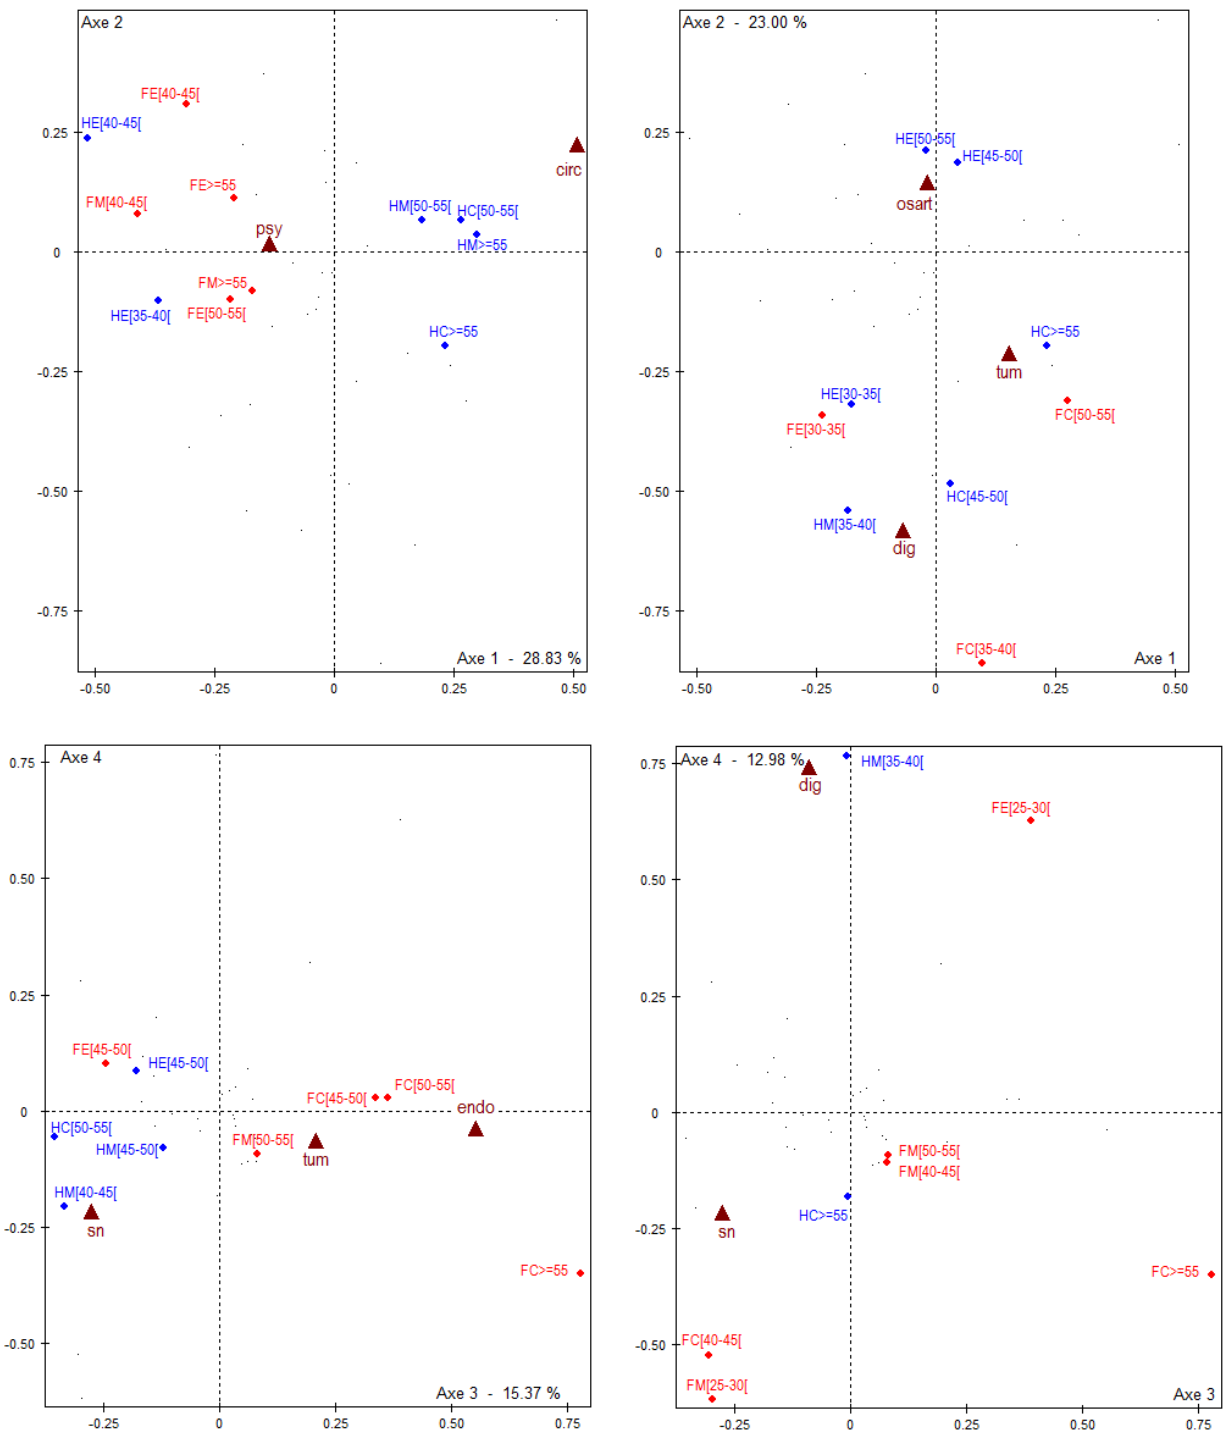 Axe 2
FE[40-45[
HE[40-45[
0.25
circ
FE>=55
FM[40-45[
HM[50-55[
HC[50-55[
psy
HM>=55
0
FM>=55
HE[35-40[
FE[50-55[
HC>=55
-0.25
-0.50
-0.75
Axe 1 - 28.83 %
-0.50
-0.25
0
0.25
0.50
Axe 2 - 23.00 %
0.25
HE[50-55[
HE[45-50[
osart
0
HC>=55
-0.25
tum
HE[30-35[
FC[50-55[
FE[30-35[
-0.50
HC[45-50[
HM[35-40[
dig
-0.75
FC[35-40[
Axe 1
-0.50
-0.25
0
0.25
0.50
Axe 4
0.75
0.50
0.25
FE[45-50[
HE[45-50[
FC[50-55[
FC[45-50[
endo
0
HC[50-55[
FM[50-55[
HM[45-50[
tum
HM[40-45[
-0.25
sn
FC>=55
-0.50
Axe 3 - 15.37 %
-0.25
0
0.25
0.50
0.75
Axe 4 - 12.98 %
0.75
HM[35-40[
dig
FE[25-30[
0.50
0.25
0
FM[50-55[
FM[40-45[
HC>=55
-0.25
sn
FC>=55
-0.50
FC[40-45[
FM[25-30[
Axe 3
-0.25
0
0.25
0.50
0.75